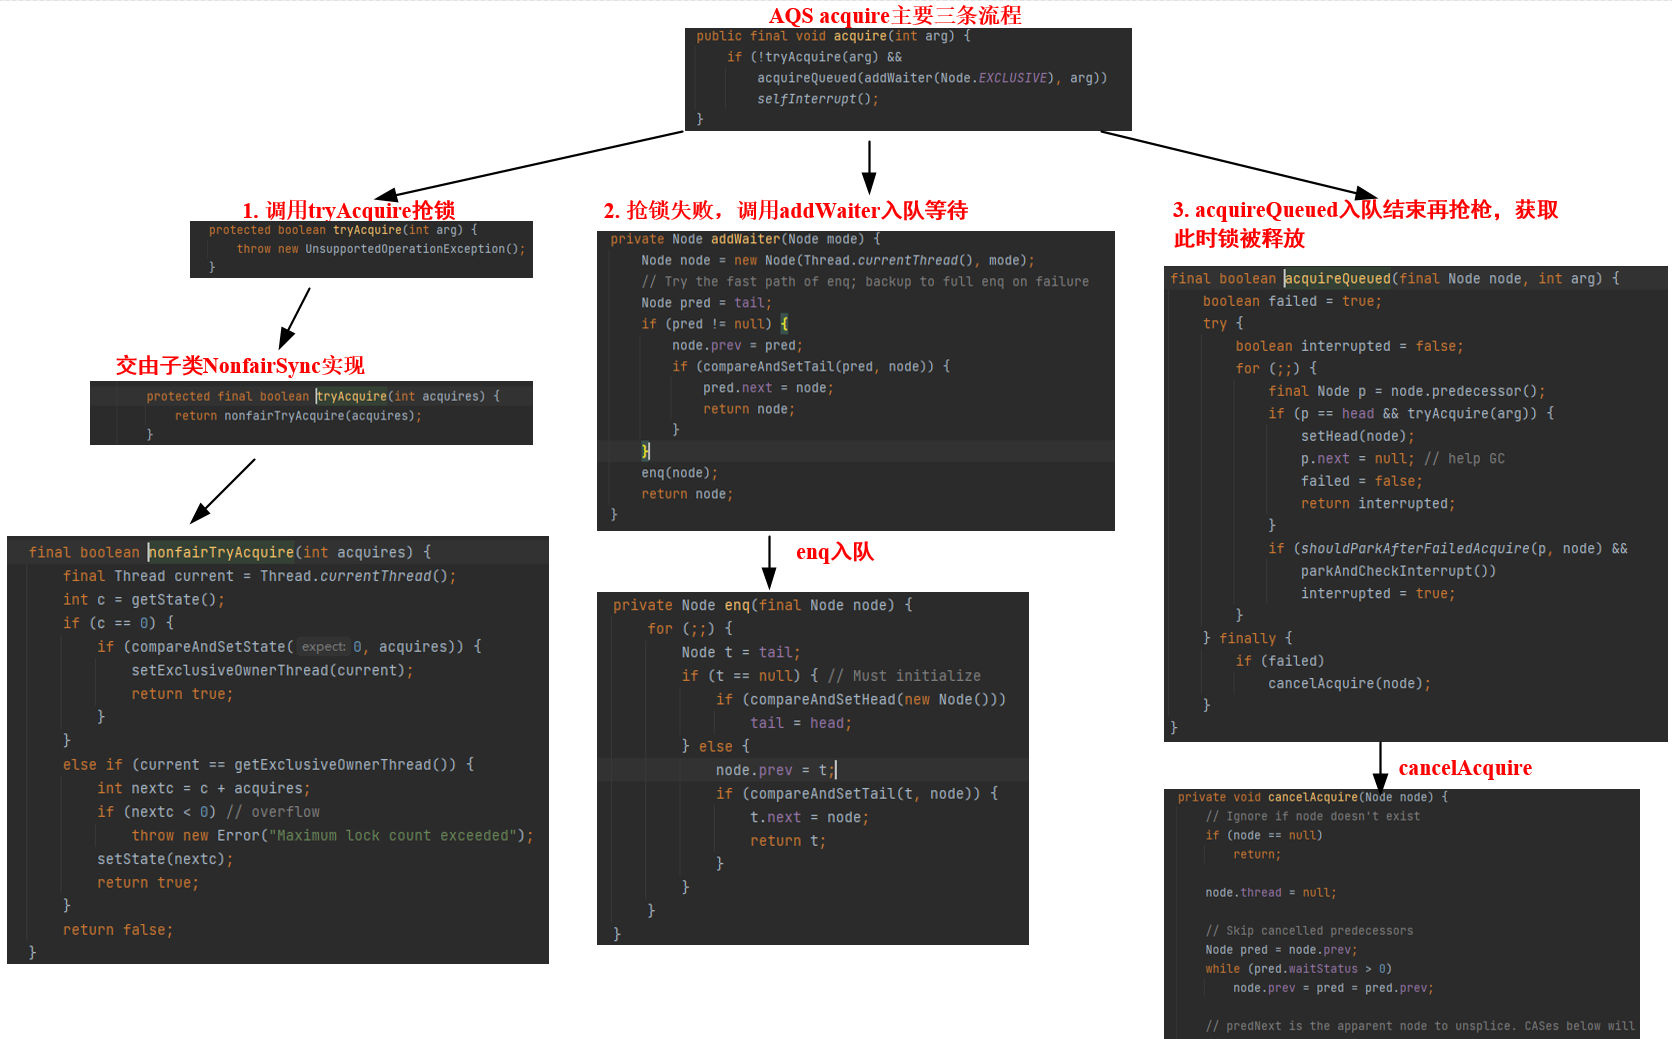 AQS acquire主要三条流程
public final void acquire(int arg) {
if (!tryAcquire(arg) &&
acquireQueued(addWaiter(Node.EXCLUSIVE), arg))
selfInterrupt();
}
1. 调用tryAcquire抢锁
protected boolean tryAcquire(int arg) {
throw new UnsupportedOperationException();
}
交由子类NonfairSync实现
protected final boolean tryAcquire(int acquires) {
return nonfairTryAcquire(acquires);
}
final boolean nonfairTryAcquire(int acquires) {
final Thread current = Thread.currentThread();
int c = getState();
if (c == 0) {
if (compareAndSetState( expect: 0, acquires)) {
setExclusiveOwnerThread(current);
return true;
}
}
else if (current == getExclusiveOwnerThread()) {
int nextc = c + acquires;
if (nextc < 0) // overflow
throw new Error("Maximum lock count exceeded");
setState(nextc);
return true;
}
return false;
}
2. 抢锁失败，调用addWaiter入队等待
private Node addWaiter(Node mode) {
Node node = new Node(Thread.currentThread(), mode);
// Try the fast path of enq; backup to full enq on failure
Node pred = tail;
if (pred != null) {
node.prev = pred;
if (compareAndSetTail(pred, node)) {
pred.next = node;
return node;
}
}
enq(node);
return node;
}
enq入队
private Node enq(final Node node) {
for (;;) {
Node t = tail;
if (t == null) { // Must initialize
if (compareAndSetHead(new Node()))
tail = head;
} else {
node.prev = t;
if (compareAndSetTail(t, node)) {
t.next = node;
return t;
}
}
}
}
3. acquireQueued入队结束再抢枪，获取
此时锁被释放
final boolean acquireQueued(final Node node, int arg) {
boolean failed = true;
try {
boolean interrupted = false;
for (;;) {
final Node p = node.predecessor();
if (p == head && tryAcquire(arg)) {
setHead(node);
p.next = null; // help GC
failed = false;
return interrupted;
}
if (shouldParkAfterFailedAcquire(p, node) &&
parkAndCheckInterrupt())
interrupted = true;
}
} finally {
if (failed)
cancelAcquire(node);
}
}
cancelAcquire
private void cancelAcquire(Node node) {
// Ignore if node doesn't exist
if (node == null)
return;
node.thread = null;
// Skip cancelled predecessors
Node pred = node.prev;
while (pred.waitStatus > 0)
node.prev = pred = pred.prev;
// predNext is the apparent node to unsplice. CASes below will